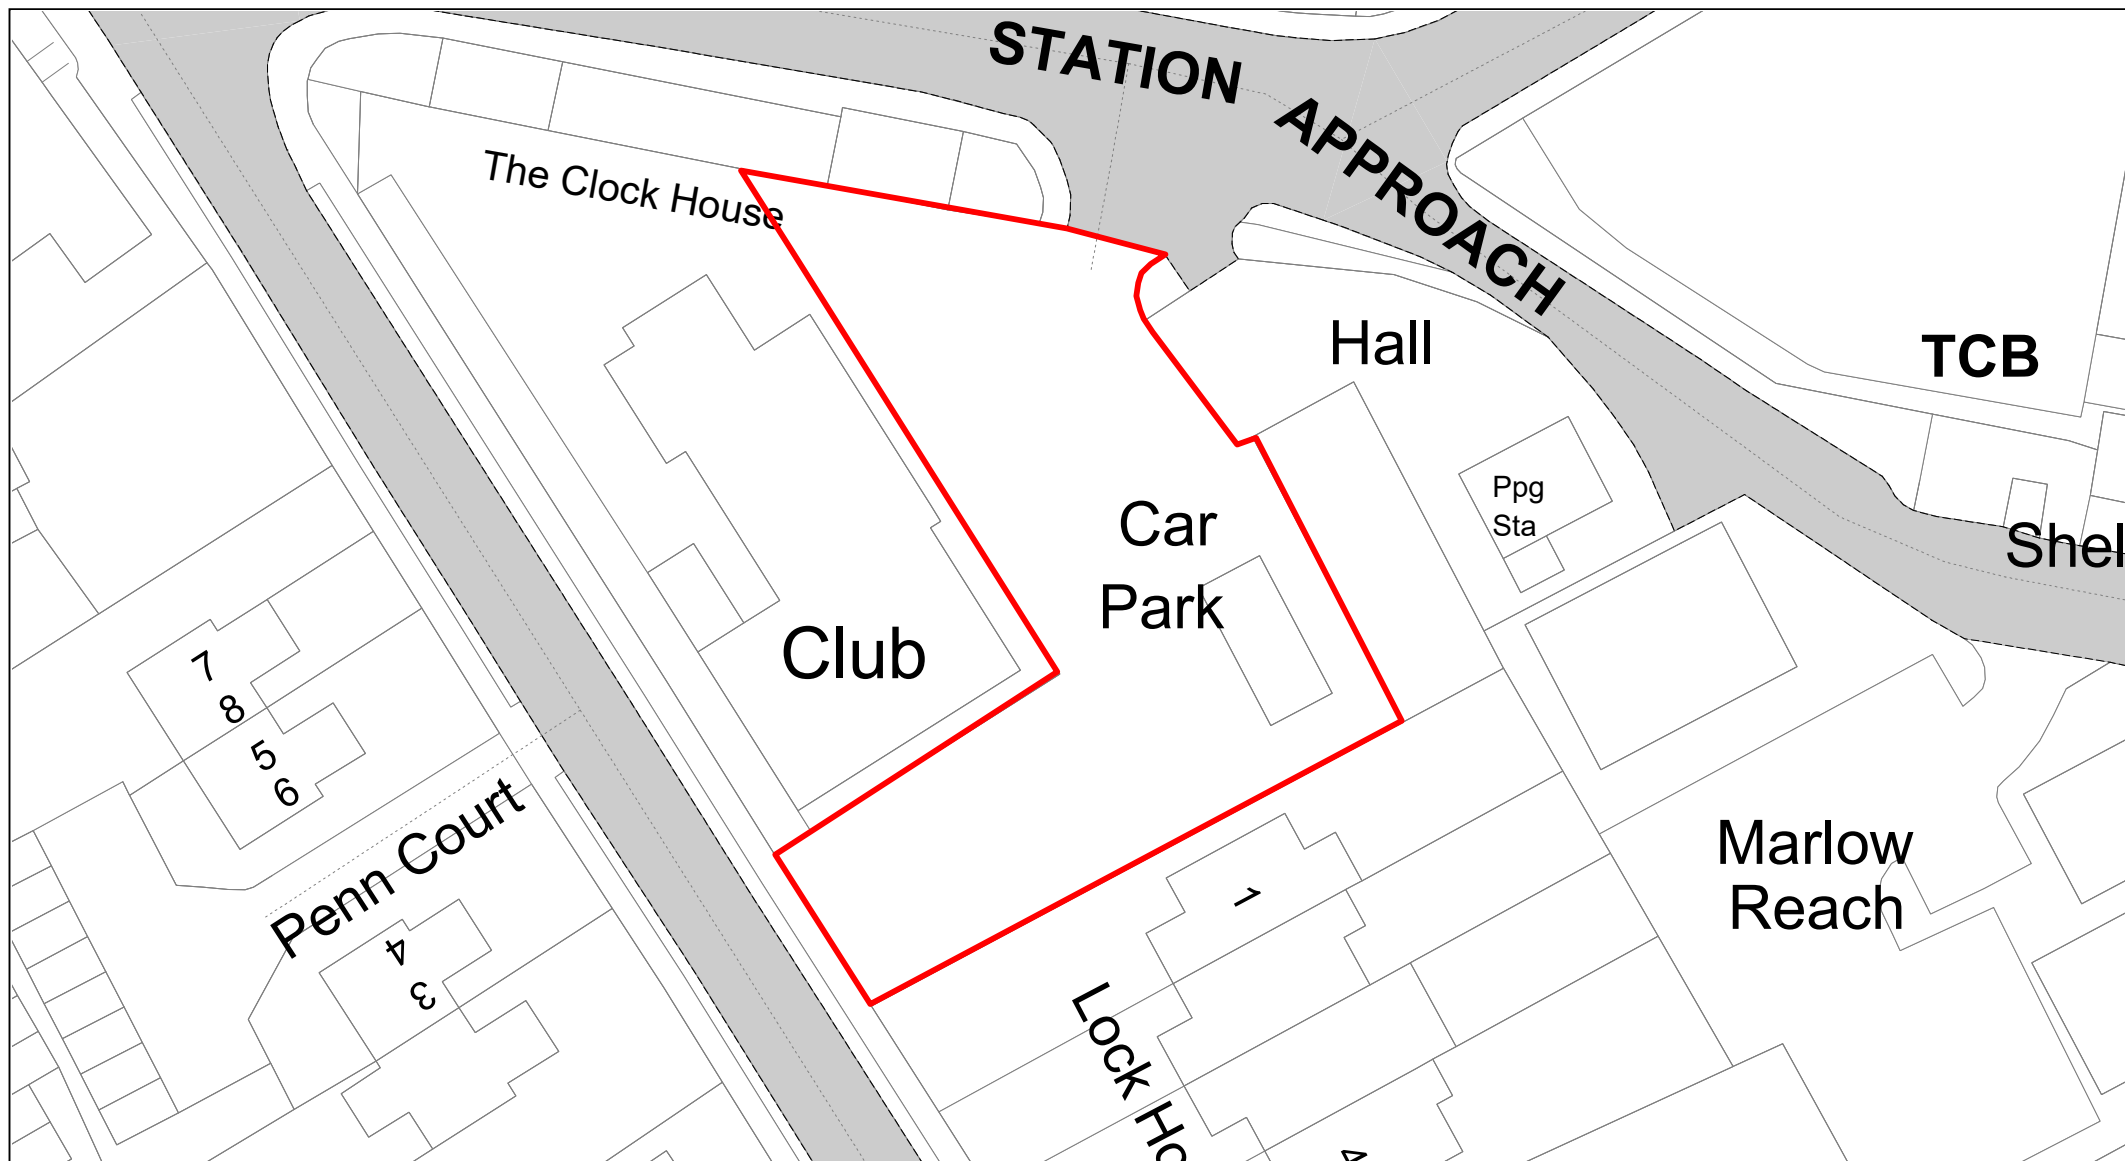 STATION APPROACH
The Clock House
Hall
TCB
Ppg
Sta
Car
Park
Shel
Club
7
8
5
6
Penn Court
4
3
1
Marlow
Reach
Lock Ho
4